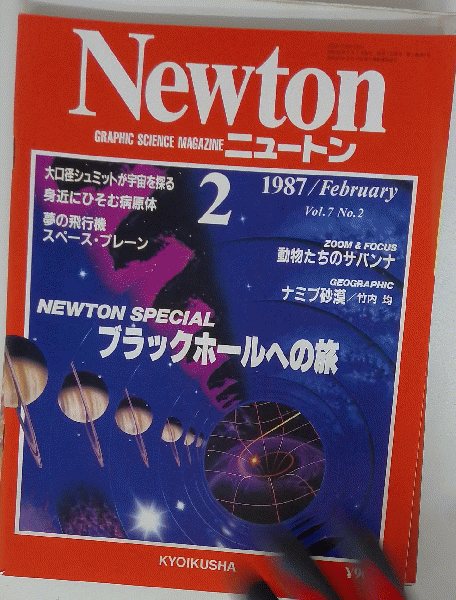 Newton
GRAPHIC SCIENCE MAGAZINE ニュートン
大口径シュミットが宇宙を探る
身近にひそむ病原体
夢の飛行機
スペース・プレーン
2
1987/February
Vol.7 No.2
ZOOM & FOCUS
動物たちのサバンナ
GEOGRAPHIC
ナミブ砂漠/竹内 均
NEWTON SPECIAL
ブラックホールへの旅
KYOIKUSHA